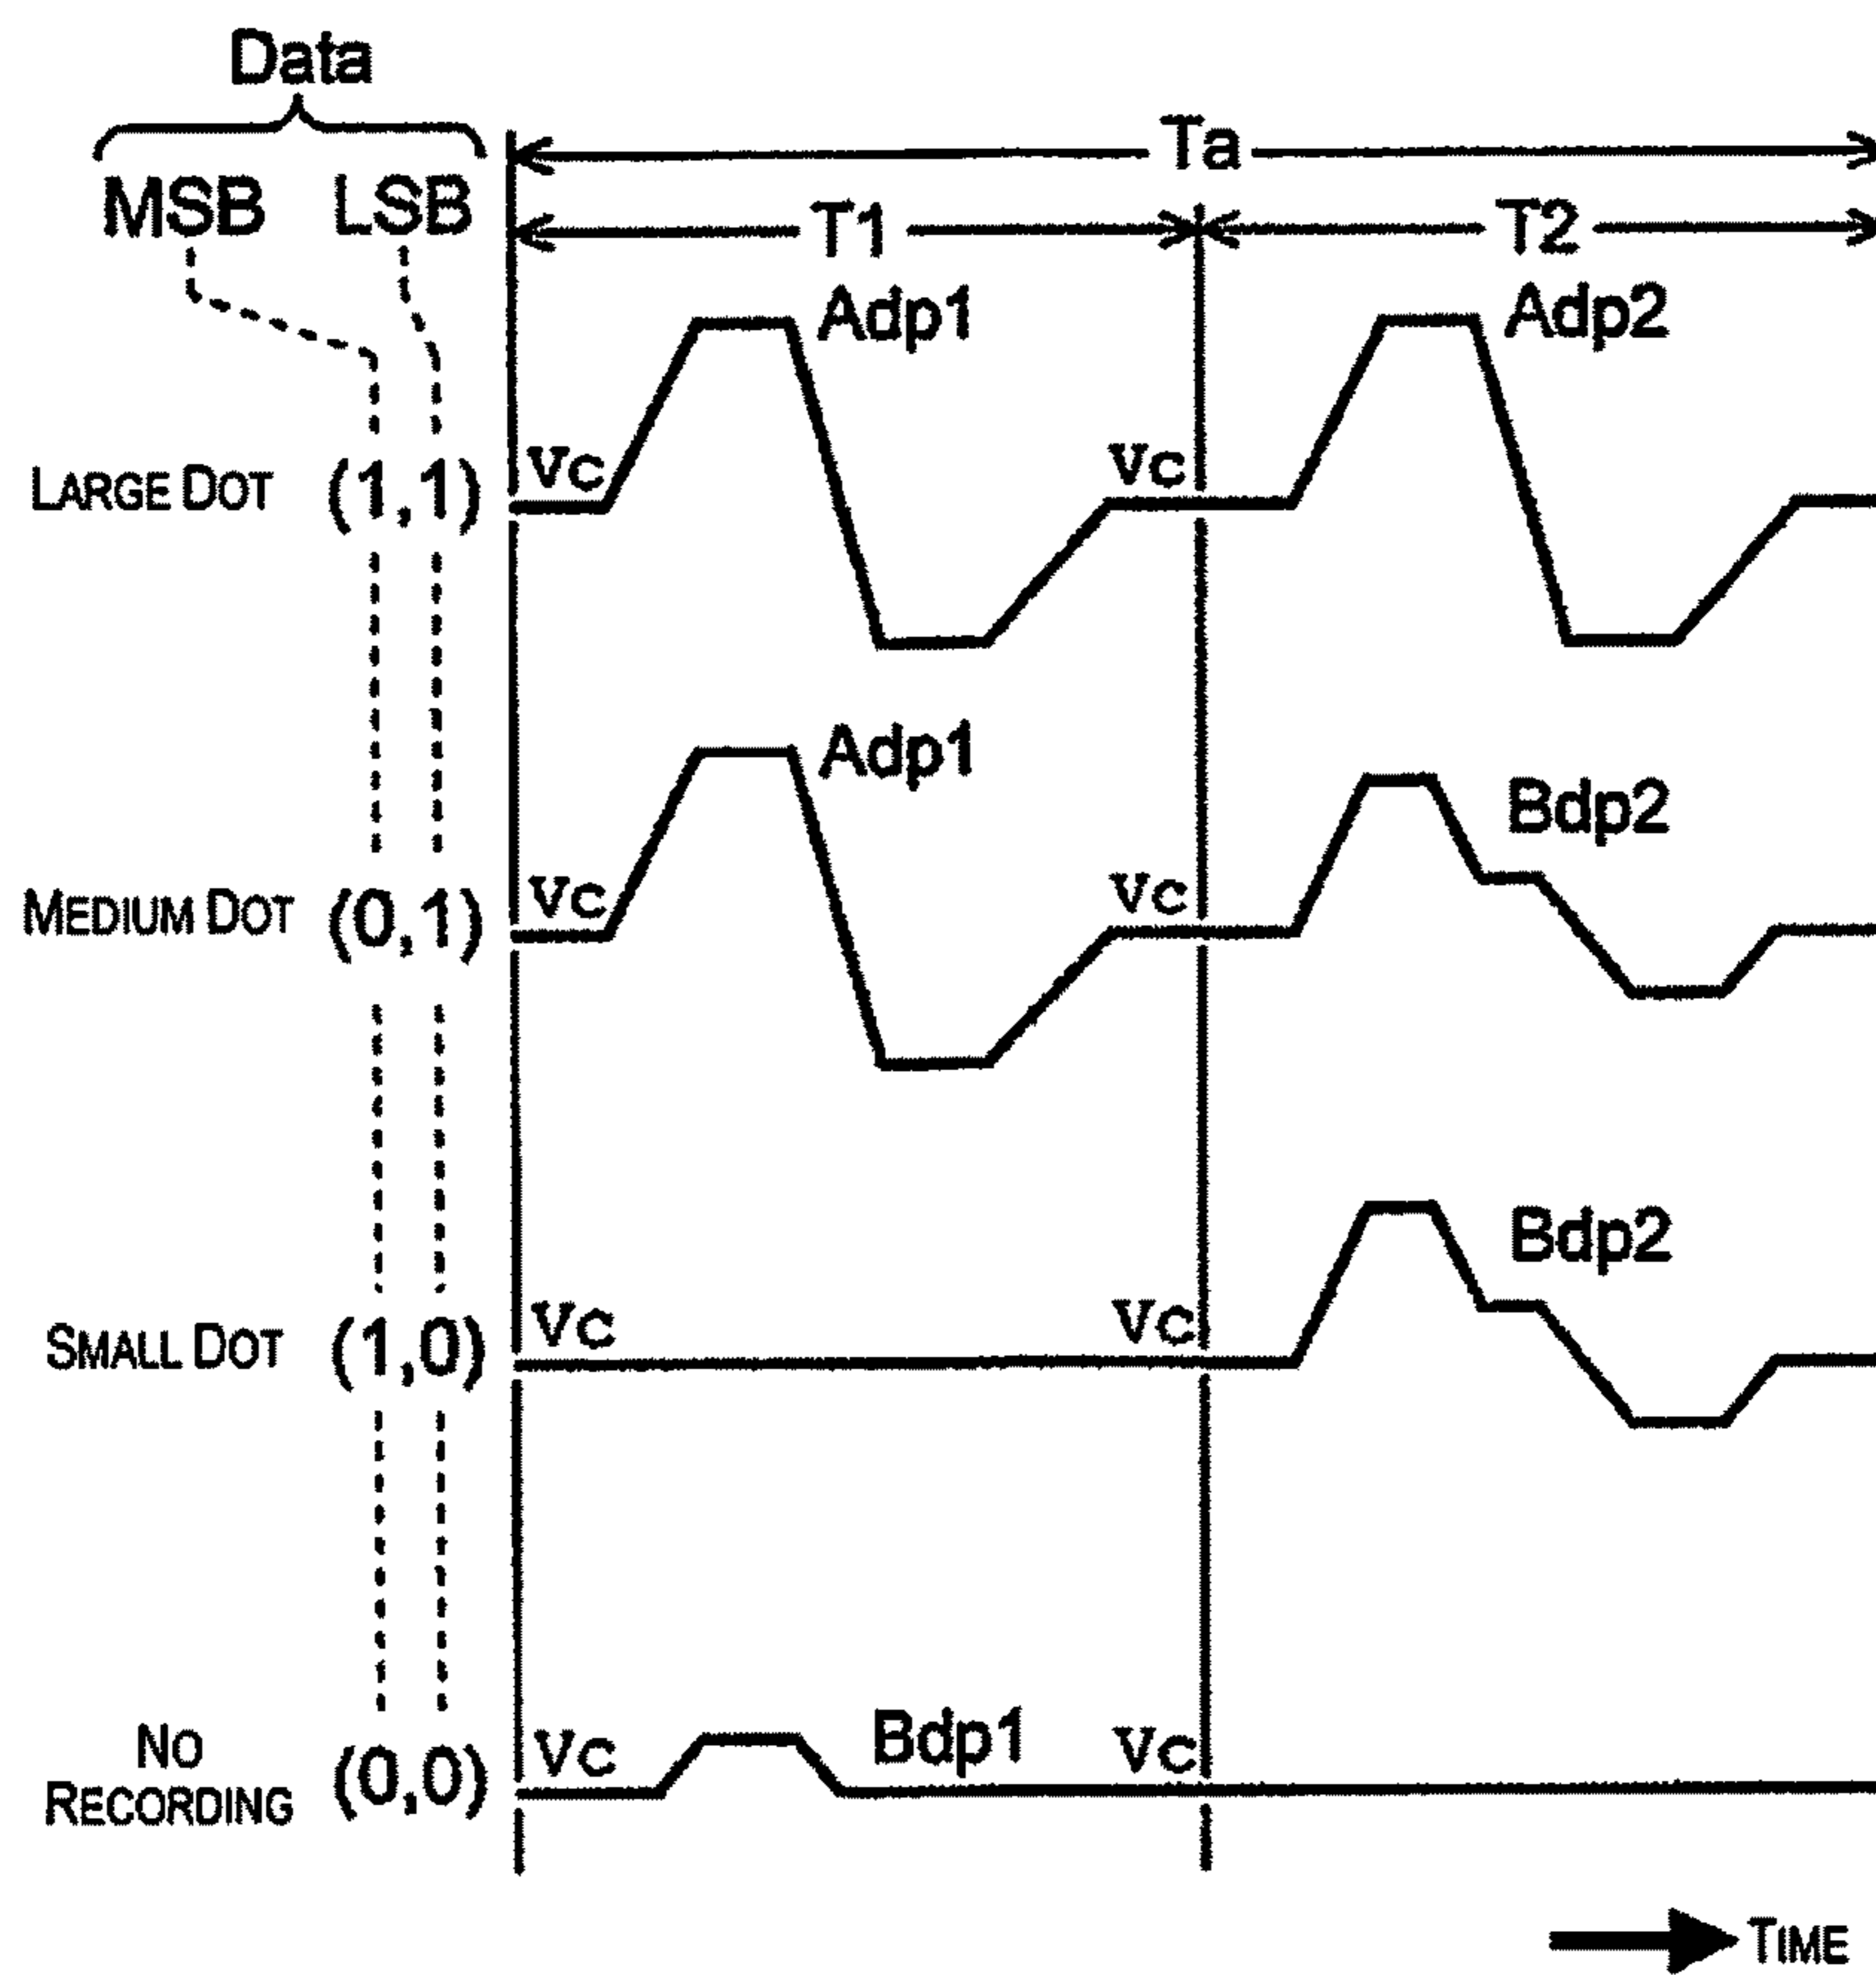 Data
MSB LSB
Ta
T1 T2
Adp1 Adp2
LARGE DOT (1,1) Vc Vc
Adp1 Bdp2
MEDIUM DOT (0,1) Vc Vc
Bdp2
SMALL DOT (1,0) Vc Vc
NO RECORDING (0,0) Vc Bdp1 Vc
TIME